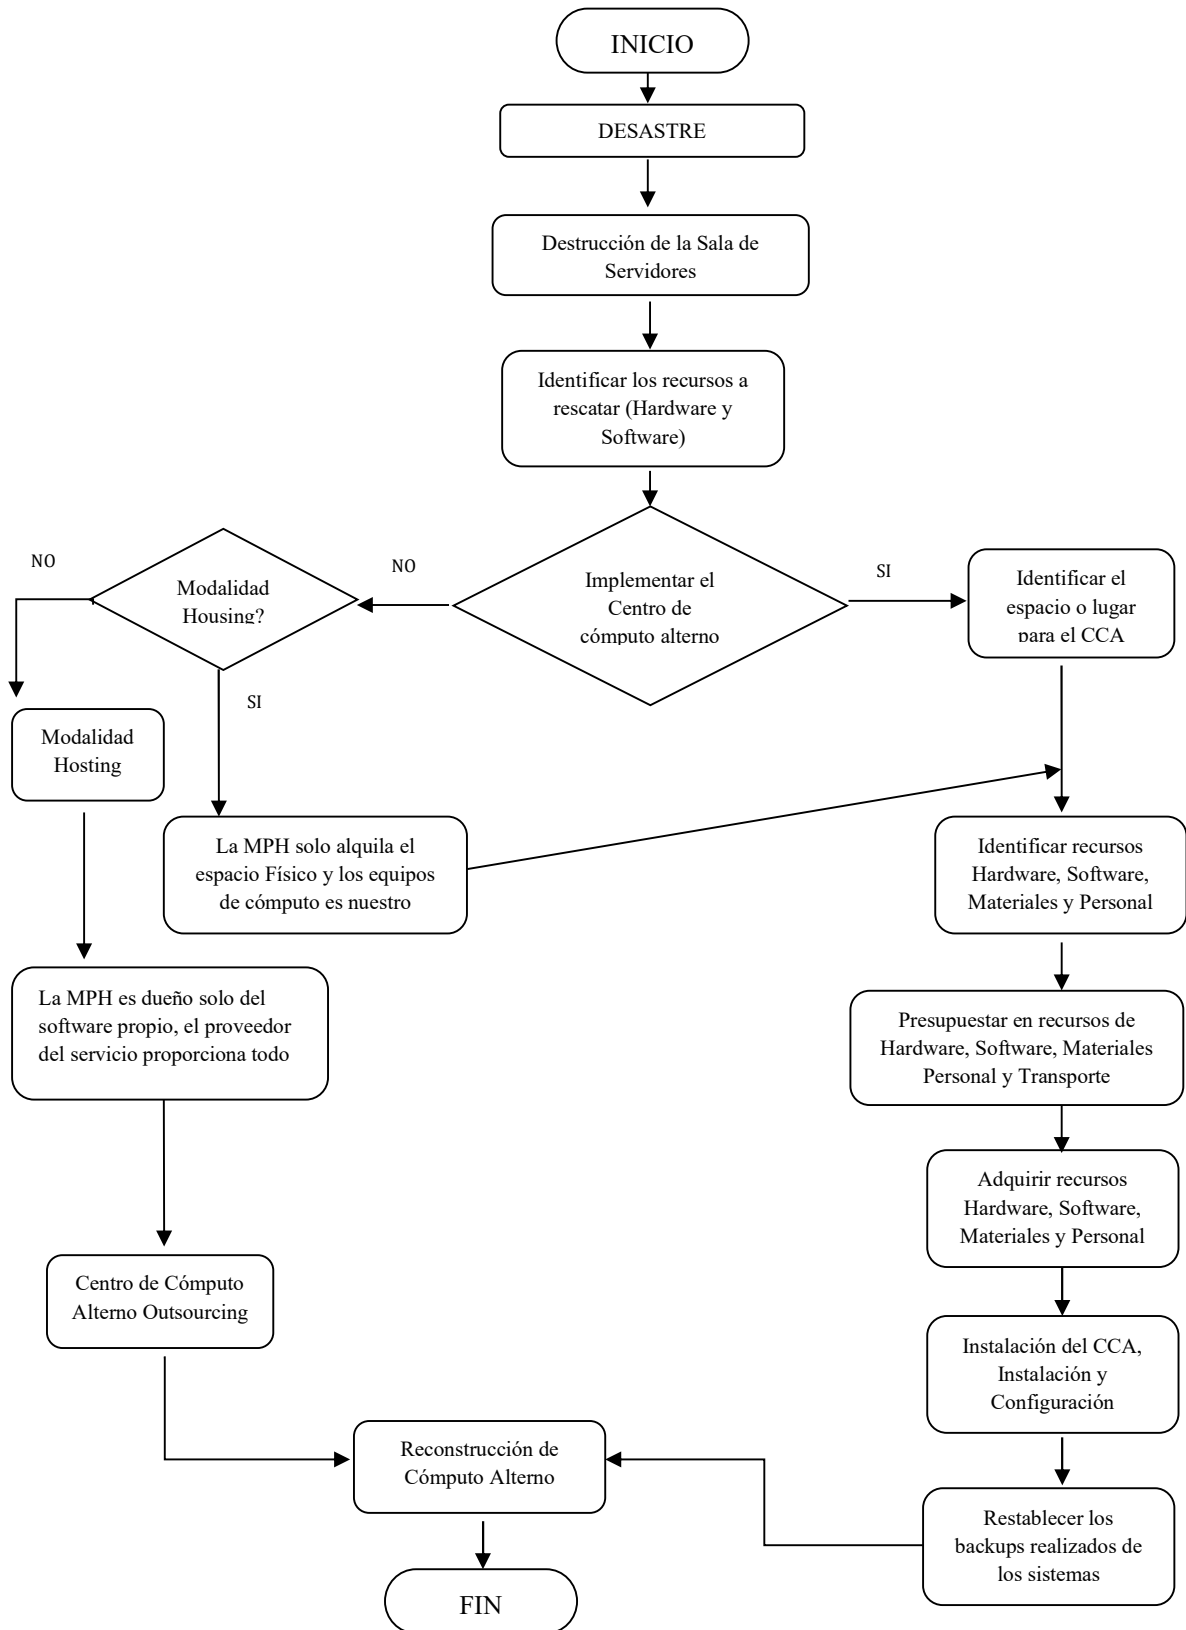 INICIO
DESASTRE
Destrucción de la Sala de
Servidores
Identificar los recursos a
rescatar (Hardware y
Software)
Implementar el
Centro de
cómputo alterno
NO
SI
Modalidad
Housing?
NO
SI
Identificar el
espacio o lugar
para el CCA
Modalidad
Hosting
La MPH solo alquila el
espacio Físico y los equipos
de cómputo es nuestro
Identificar recursos
Hardware, Software,
Materiales y Personal
La MPH es dueño solo del
software propio, el proveedor
del servicio proporciona todo
Presupuestar en recursos de
Hardware, Software, Materiales
Personal y Transporte
Adquirir recursos
Hardware, Software,
Materiales y Personal
Centro de Cómputo
Alterno Outsourcing
Instalación del CCA,
Instalación y
Configuración
Reconstrucción de
Cómputo Alterno
Restablecer los
backups realizados de
los sistemas
FIN